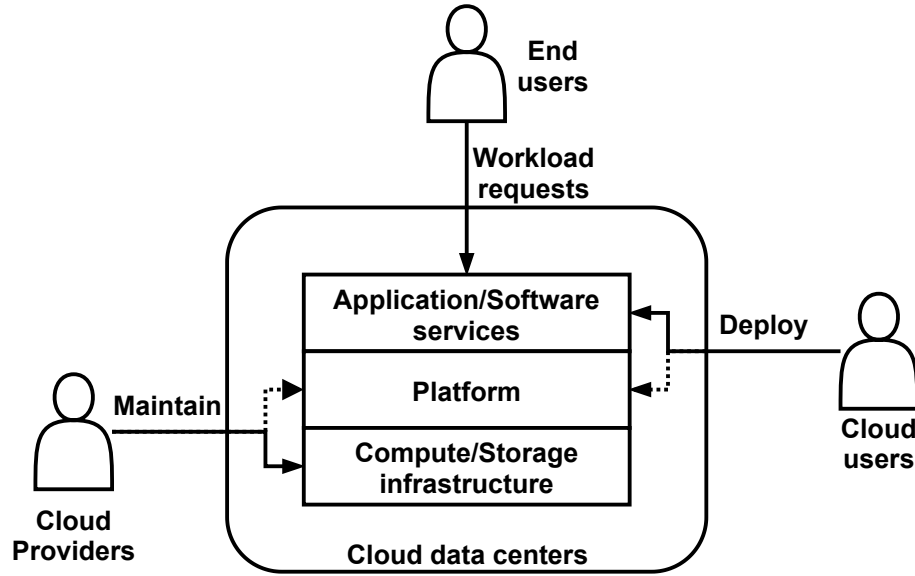 End
users
Workload
requests
Application/Software
services
Deploy
Platform
Maintain
Cloud
users
Compute/Storage
infrastructure
Cloud
Providers
Cloud data centers